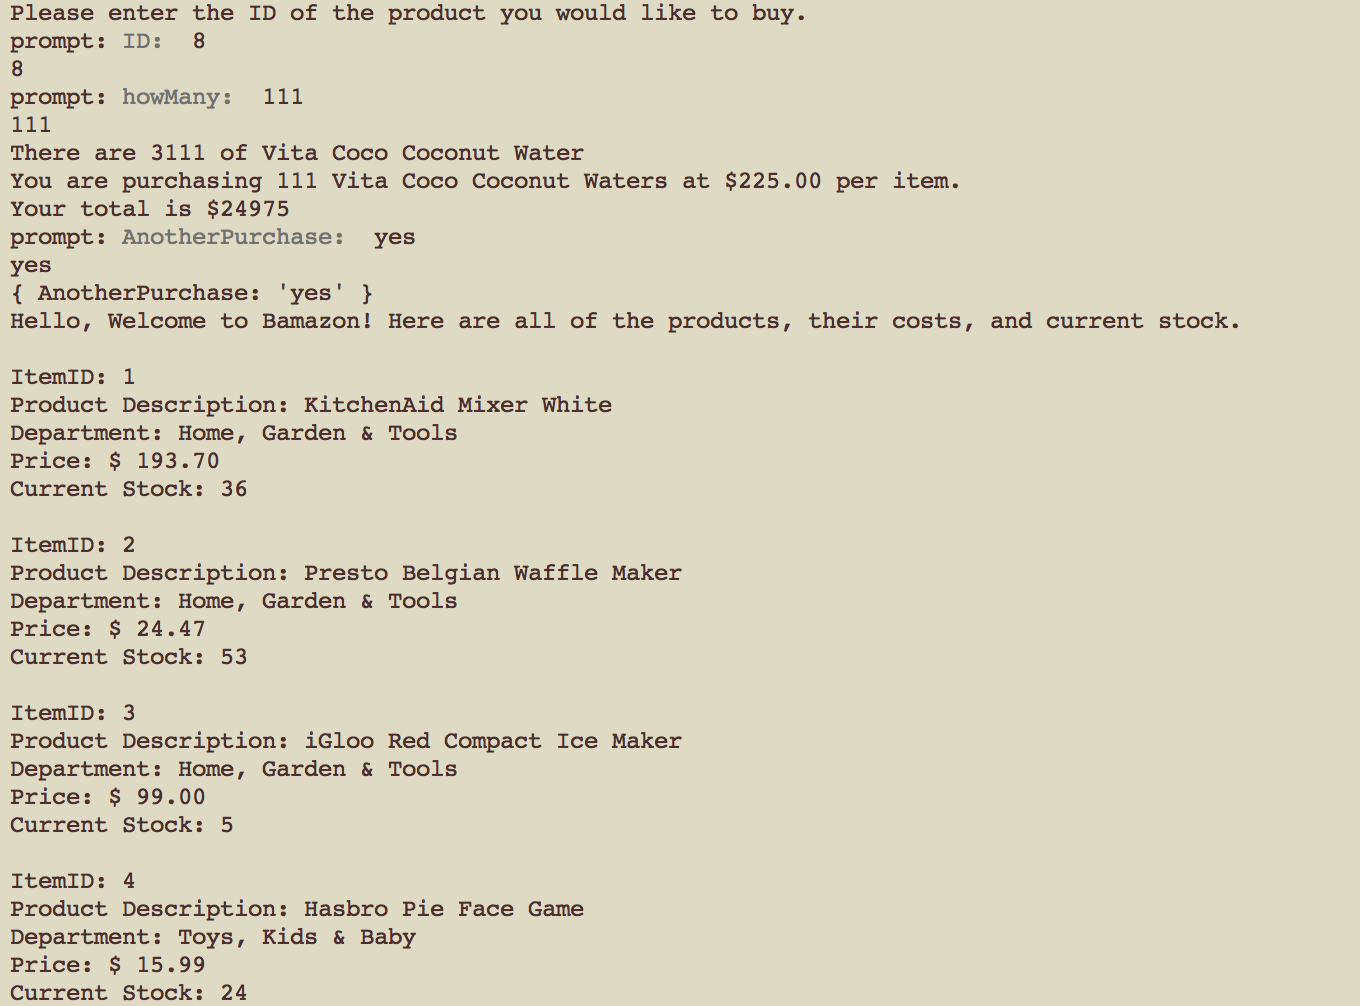 Please enter the ID of the product you would like to buy.
prompt: ID:  8
8
prompt: howMany:  111
111
There are 3111 of Vita Coco Coconut Water
You are purchasing 111 Vita Coco Coconut Waters at $225.00 per item.
Your total is $24975
prompt: AnotherPurchase:  yes
yes
{ AnotherPurchase: 'yes' }
Hello, Welcome to Bamazon! Here are all of the products, their costs, and current stock.

ItemID: 1
Product Description: KitchenAid Mixer White
Department: Home, Garden & Tools
Price: $ 193.70
Current Stock: 36

ItemID: 2
Product Description: Presto Belgian Waffle Maker
Department: Home, Garden & Tools
Price: $ 24.47
Current Stock: 53

ItemID: 3
Product Description: iGloo Red Compact Ice Maker
Department: Home, Garden & Tools
Price: $ 99.00
Current Stock: 5

ItemID: 4
Product Description: Hasbro Pie Face Game
Department: Toys, Kids & Baby
Price: $ 15.99
Current Stock: 24